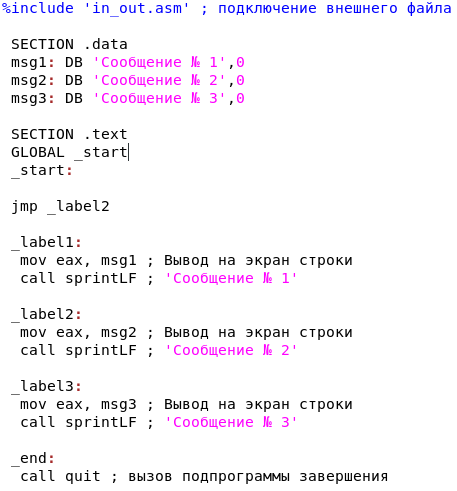 %include 'in_out.asm' ; подключение внешнего файла
SECTION .data
msg1: DB 'Сообщение № 1',0
msg2: DB 'Сообщение № 2',0
msg3: DB 'Сообщение № 3',0
SECTION .text
GLOBAL _start
_start:
jmp _label2
_label1:
mov eax, msg1 ; Вывод на экран строки
call sprintLF ; 'Сообщение № 1'
_label2:
mov eax, msg2 ; Вывод на экран строки
call sprintLF ; 'Сообщение № 2'
_label3:
mov eax, msg3 ; Вывод на экран строки
call sprintLF ; 'Сообщение № 3'
_end:
call quit ; вызов подпрограммы завершения